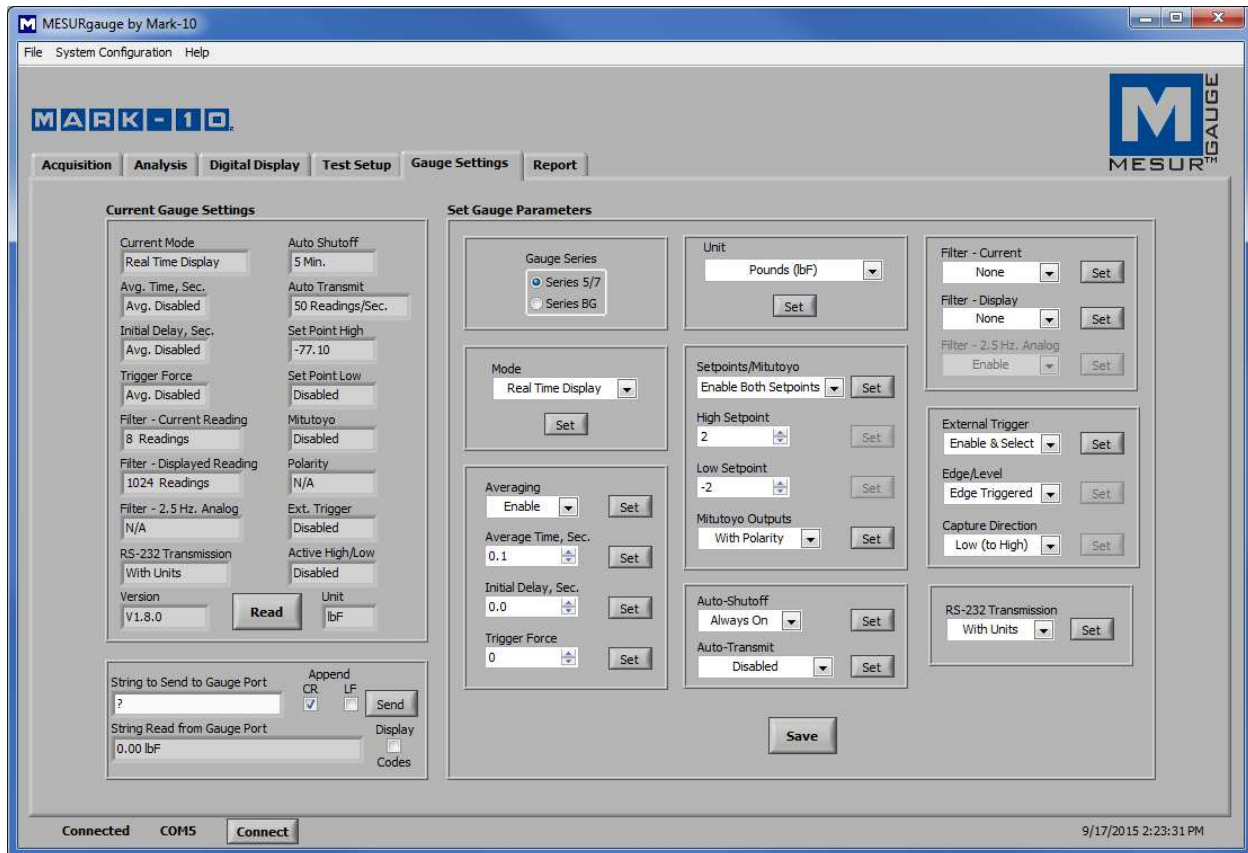 MESURgauge by Mark-10
File System Configuration Help
MARK-10
M
MESUR™
GAUGE
Acquisition Analysis Digital Display Test Setup Gauge Settings Report
Current Gauge Settings
Current Mode Auto Shutoff
Real Time Display 5 Min.
Avg. Time, Sec. Auto Transmit
Avg. Disabled 50 Readings/Sec.
Initial Delay, Sec. Set Point High
Avg. Disabled -77.10
Trigger Force Set Point Low
Avg. Disabled Disabled
Filter - Current Reading Mitutoyo
8 Readings Disabled
Filter - Displayed Reading Polarity
1024 Readings N/A
Filter - 2.5 Hz. Analog Ext. Trigger
N/A Disabled
RS-232 Transmission Active High/Low
With Units Disabled
Version Unit
V1.8.0 Read lbF
String to Send to Gauge Port Append
CR LF
? Send
String Read from Gauge Port Display
0.00 lbF
Codes
Set Gauge Parameters
Gauge Series
Series 5/7
Series BG
Mode
Real Time Display
Set
Averaging
Enable Set
Average Time, Sec.
0.1 Set
Initial Delay, Sec.
0.0 Set
Trigger Force
0 Set
Unit
Pounds (lbF)
Set
Setpoints/Mitutoyo
Enable Both Setpoints Set
High Setpoint
2 Set
Low Setpoint
-2 Set
Mitutoyo Outputs
With Polarity Set
Auto-Shutoff
Always On Set
Auto-Transmit
Disabled Set
Filter - Current
None Set
Filter - Display
None Set
Filter - 2.5 Hz. Analog
Enable Set
External Trigger
Enable & Select Set
Edge/Level
Edge Triggered Set
Capture Direction
Low (to High) Set
RS-232 Transmission
With Units Set
Save
Connected COM5 Connect 9/17/2015 2:23:31 PM